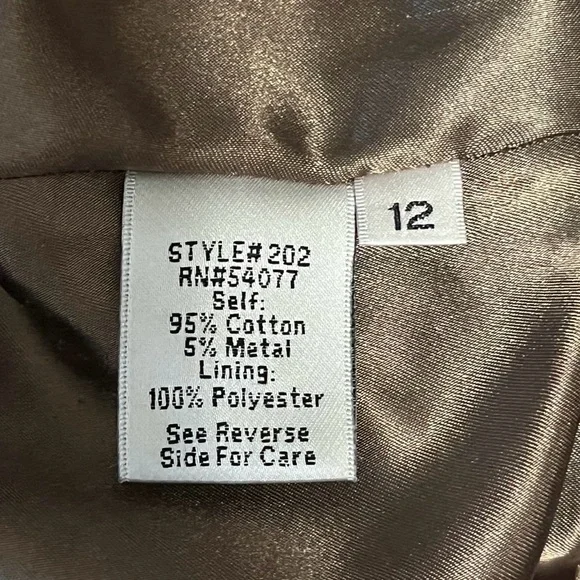 STYLE# 202
RN#54077
Self:
95% Cotton
5% Metal
Lining:
100% Polyester
See Reverse
Side For Care
12